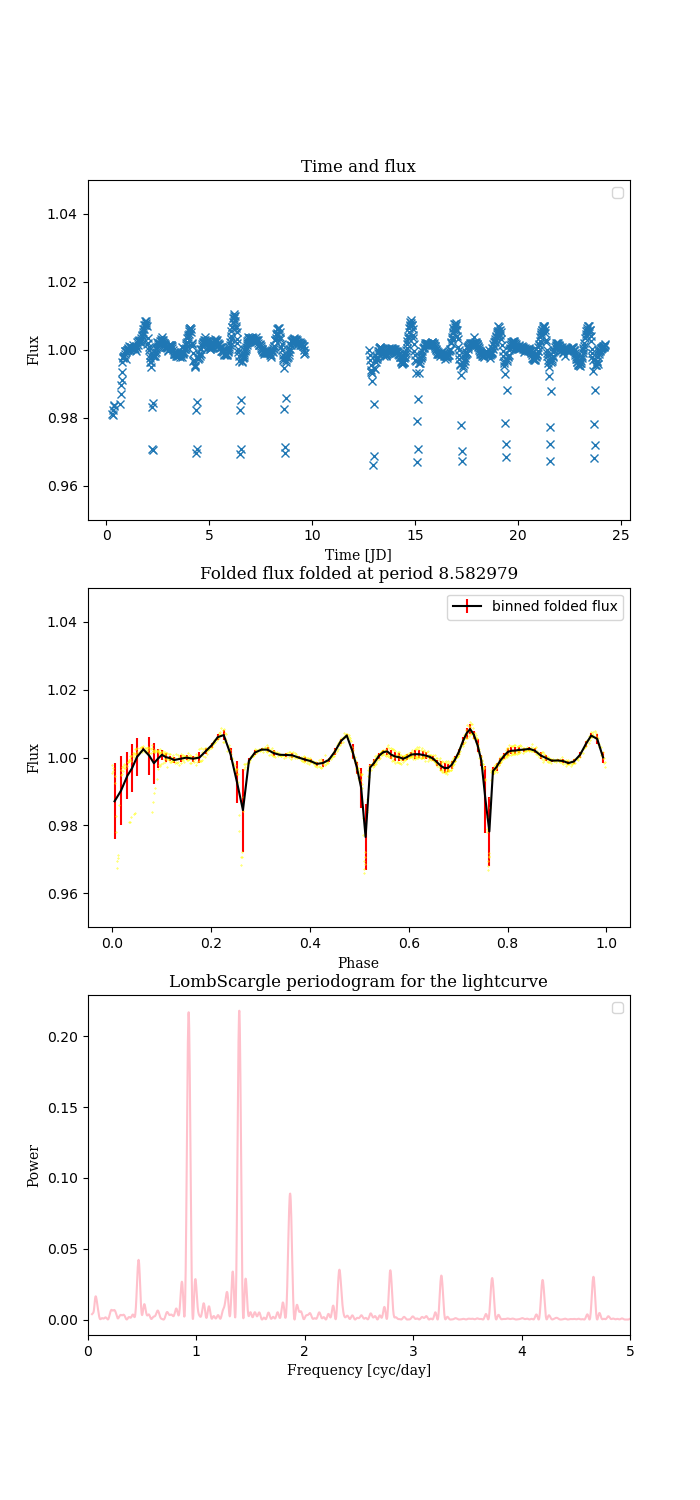 Time and flux
1.04
1.02
1.00
0.98
0.96
Flux
0 5 10 15 20 25
Time [JD]
Folded flux folded at period 8.582979
binned folded flux
1.04
1.02
1.00
0.98
0.96
Flux
0.0 0.2 0.4 0.6 0.8 1.0
Phase
LombScargle periodogram for the lightcurve
0.20
0.15
0.10
0.05
0.00
Power
0 1 2 3 4 5
Frequency [cyc/day]